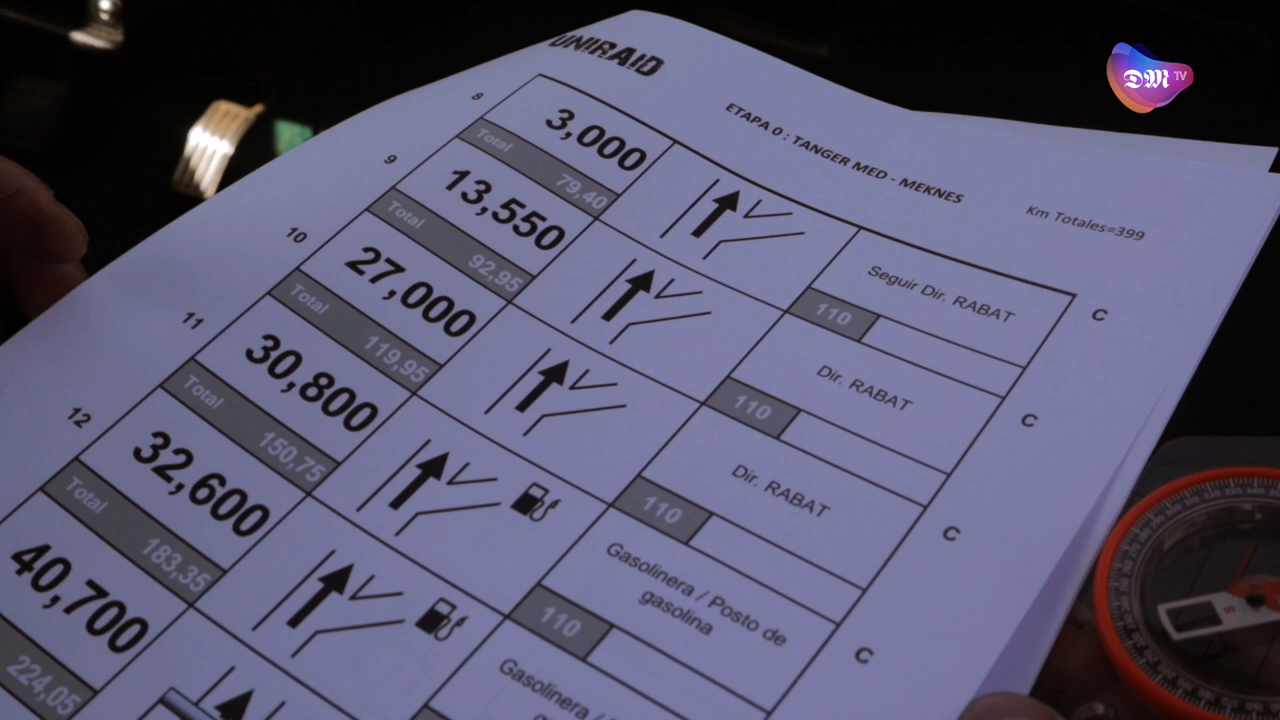 UNIRAID
DM TV
ETAPA 0 : TANGER MED - MEKNES
Km Totales=399
8
3,000
Total 79,40
Seguir Dir. RABAT
110
C
9
13,550
Total 92,95
Dir. RABAT
110
C
10
27,000
Total 119,95
Dir. RABAT
110
C
11
30,800
Total 150,75
Gasolinera / Posto de
gasolina
110
C
12
32,600
Total 183,35
Gasolinera /
40,700
224,05
S